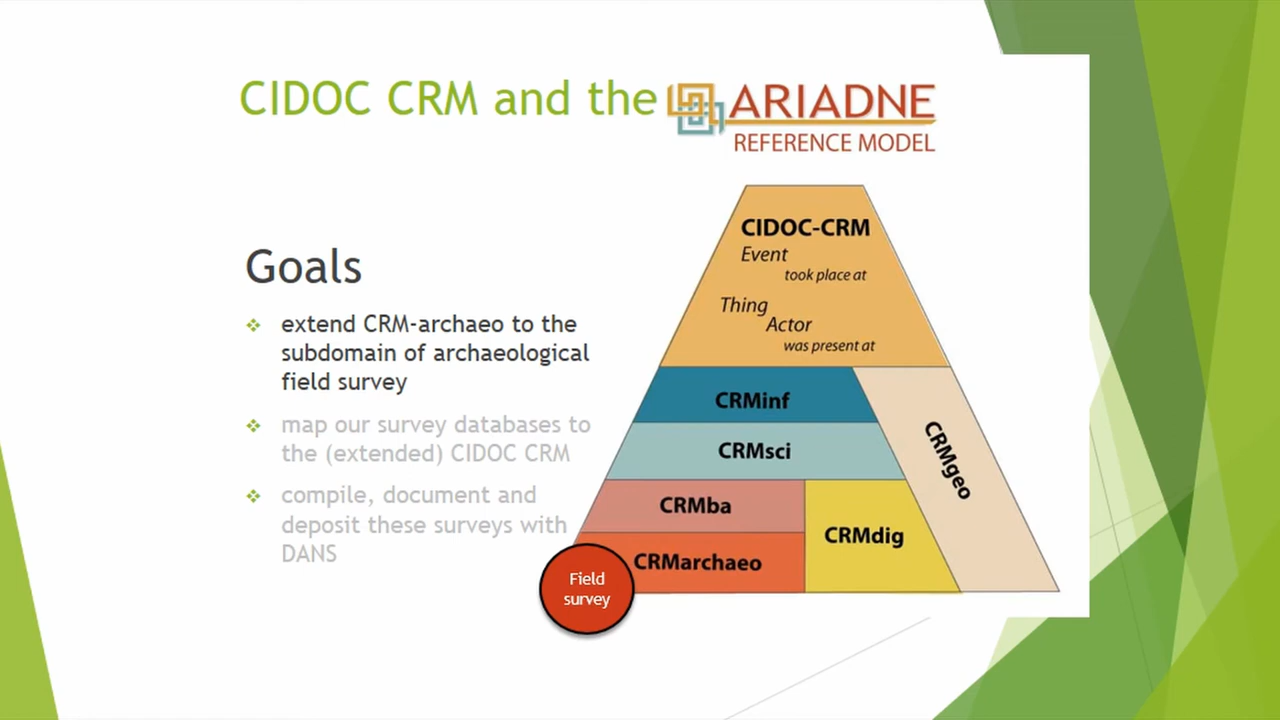 CIDOC CRM and the ARIADNE
REFERENCE MODEL
Goals
❖ extend CRM-archaeo to the
subdomain of archaeological
field survey
❖ map our survey databases to
the (extended) CIDOC CRM
❖ compile, document and
deposit these surveys with
DANS
CIDOC-CRM
Event
took place at
Thing
Actor
was present at
CRMinf
CRMsci
CRMba
CRMarchaeo
CRMdig
CRMgeo
Field
survey